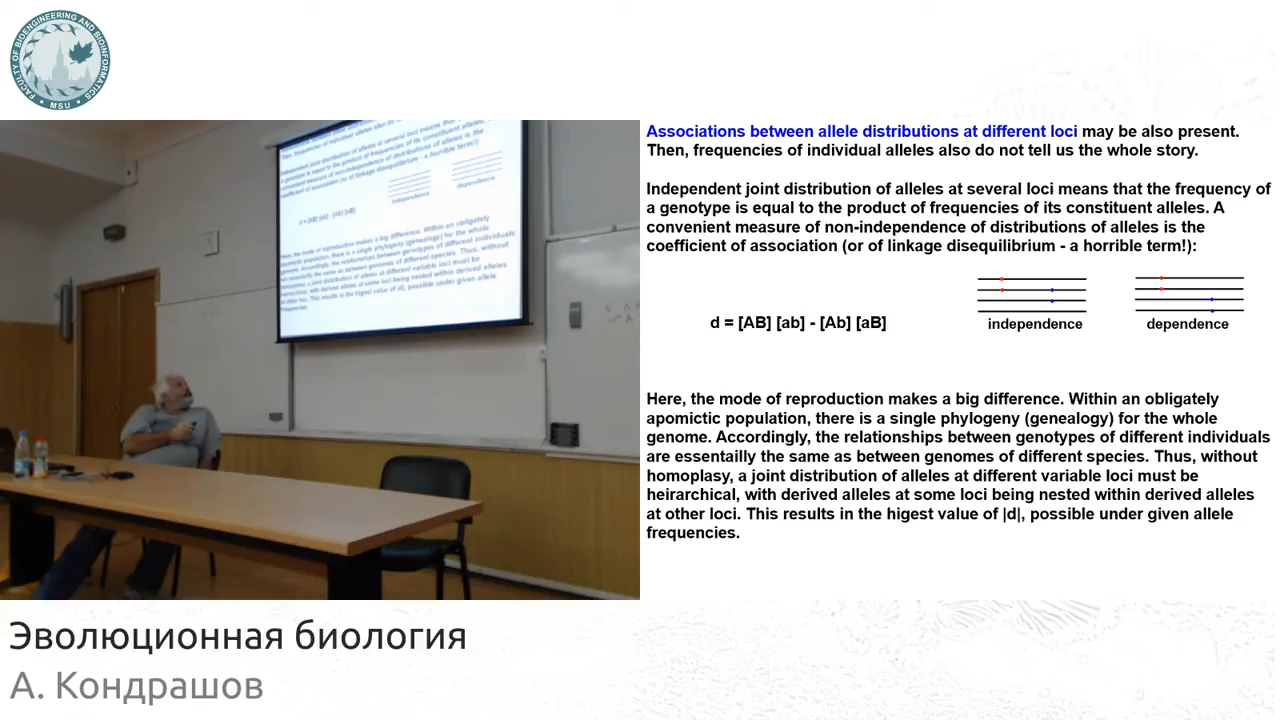 FACULTY OF BIOENGINEERING AND BIOINFORMATICS
• MSU •
Associations between allele distributions at different loci may be also present.
Then, frequencies of individual alleles also do not tell us the whole story.
Independent joint distribution of alleles at several loci means that the frequency of
a genotype is equal to the product of frequencies of its constituent alleles. A
convenient measure of non-independence of distributions of alleles is the
coefficient of association (or of linkage disequilibrium - a horrible term!):
d = [AB] [ab] - [Ab] [aB]
independence
dependence
Here, the mode of reproduction makes a big difference. Within an obligately
apomictic population, there is a single phylogeny (genealogy) for the whole
genome. Accordingly, the relationships between genotypes of different individuals
are essentailly the same as between genomes of different species. Thus, without
homoplasy, a joint distribution of alleles at different variable loci must be
heirarchical, with derived alleles at some loci being nested within derived alleles
at other loci. This results in the higest value of |d|, possible under given allele
frequencies.
Эволюционная биология
А. Кондрашов